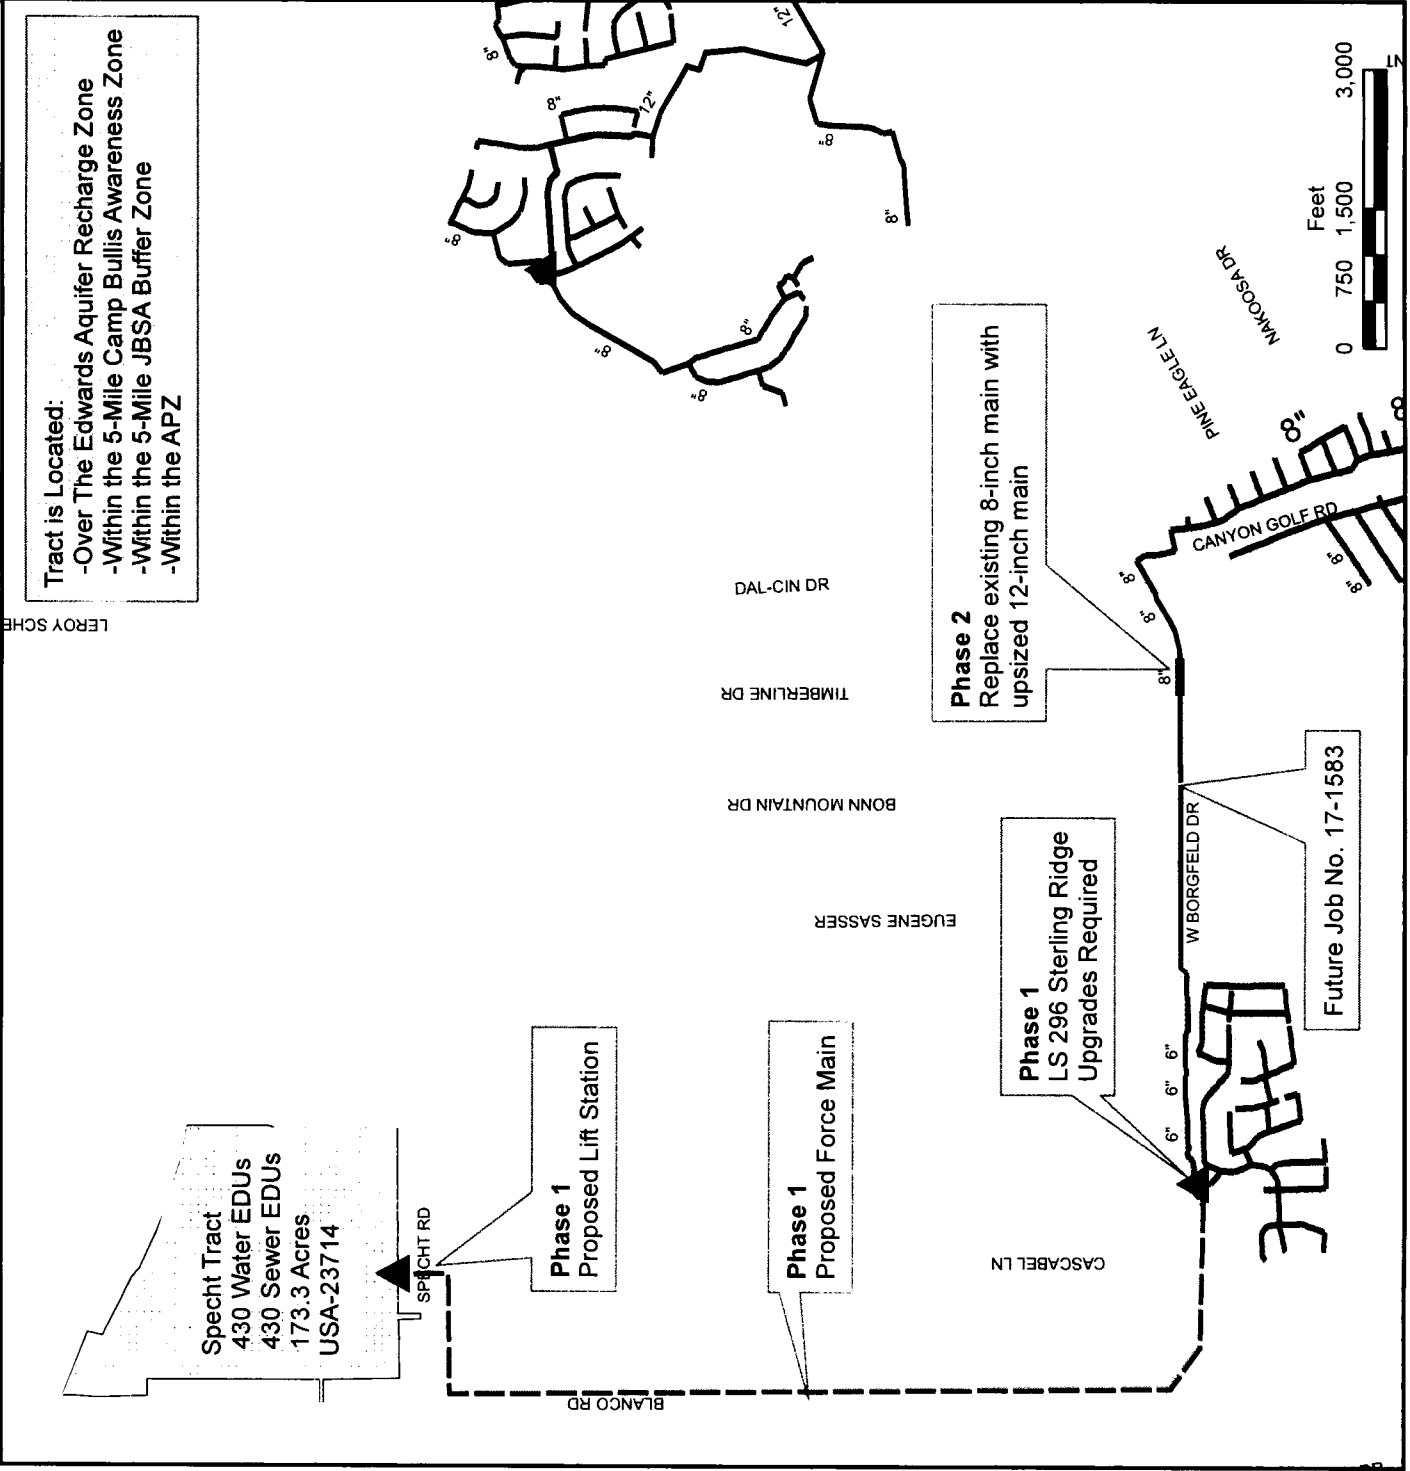 Tract is Located:
-Over The Edwards Aquifer Recharge Zone
-Within the 5-Mile Camp Bullis Awareness Zone
-Within the 5-Mile JBSA Buffer Zone
-Within the APZ
LEROY SCHE
Specht Tract
430 Water EDUs
430 Sewer EDUs
173.3 Acres
USA-23714
SPECHT RD
Phase 1
Proposed Lift Station
Phase 1
Proposed Force Main
BLANCO RD
CASCABEL LN
EUGENE SASSER
BONN MOUNTAIN DR
TIMBERLINE DR
DAL-CIN DR
Phase 1
LS 296 Sterling Ridge
Upgrades Required
Phase 2
Replace existing 8-inch main with
upsized 12-inch main
W BORGFELD DR
Future Job No. 17-1583
CANYON GOLF RD
PINE EAGLE LN
NAKOOSA DR
6"
6"
6"
8"
8"
8"
8"
8"
8"
8
8"
8"
8"
8"
8"
12"
8"
12"
8"
8"
Feet
0 750 1,500 3,000